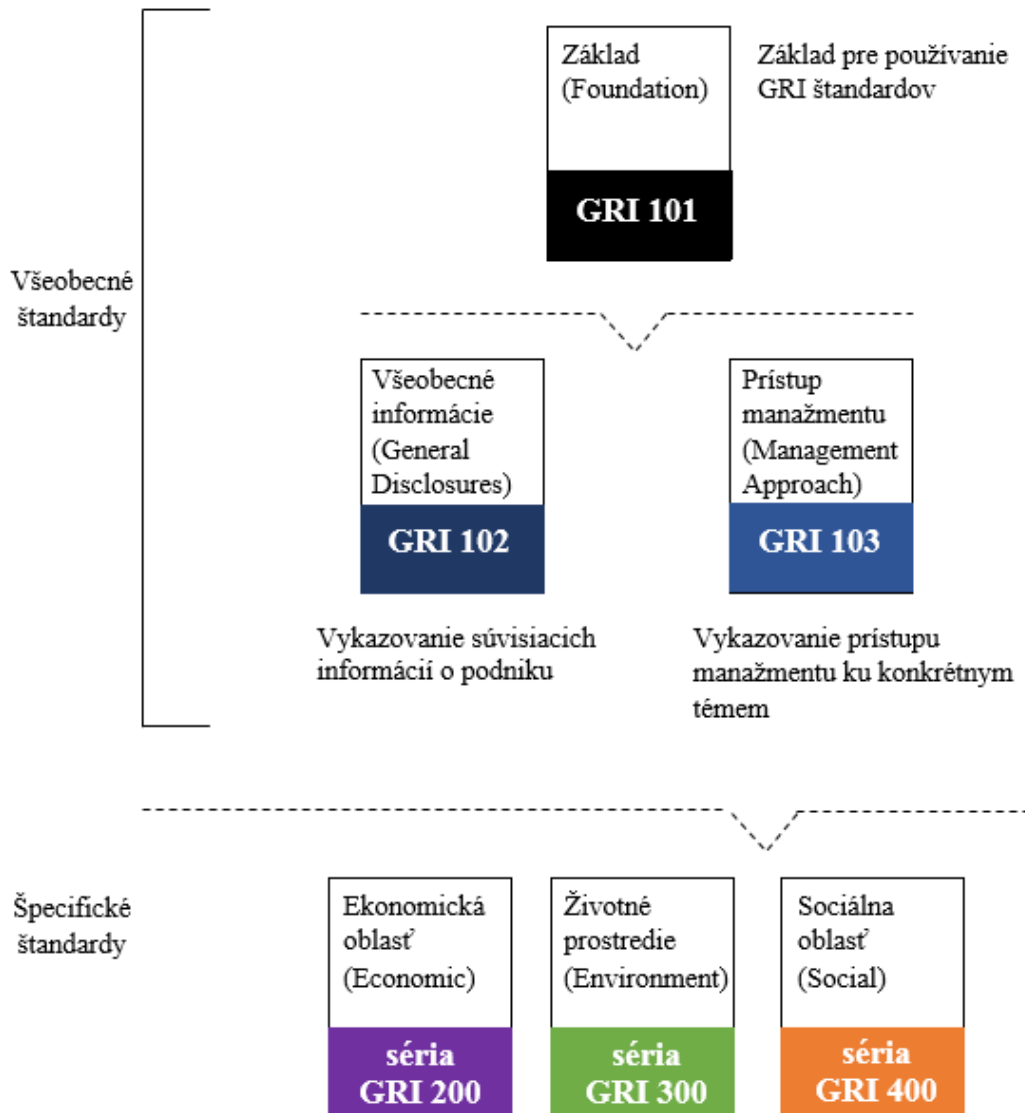 Základ
(Foundation)
Základ pre používanie
GRI štandardov
GRI 101
Všeobecné
štandardy
Všeobecné
informácie
(General
Disclosures)
GRI 102
Prístup
manažmentu
(Management
Approach)
GRI 103
Vykazovanie súvisiacich
informácií o podniku
Vykazovanie prístupu
manažmentu ku konkrétnym
témem
Špecifické
štandardy
Ekonomická
oblasť
(Economic)
séria
GRI 200
Životné
prostredie
(Environment)
séria
GRI 300
Sociálna
oblasť
(Social)
séria
GRI 400